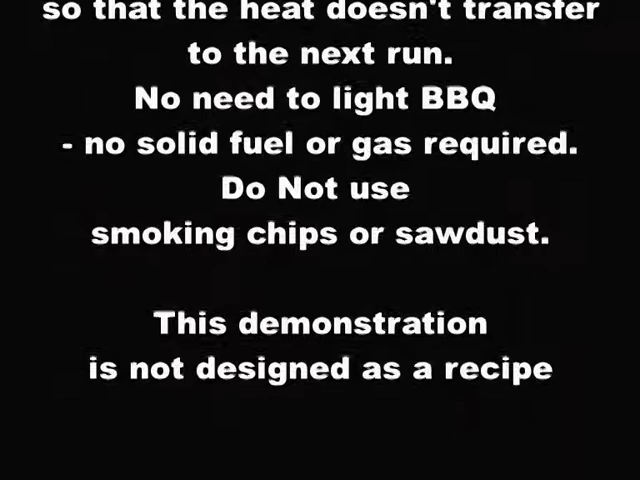 so that the heat doesn't transfer
to the next run.
No need to light BBQ
- no solid fuel or gas required.
Do Not use
smoking chips or sawdust.
This demonstration
is not designed as a recipe